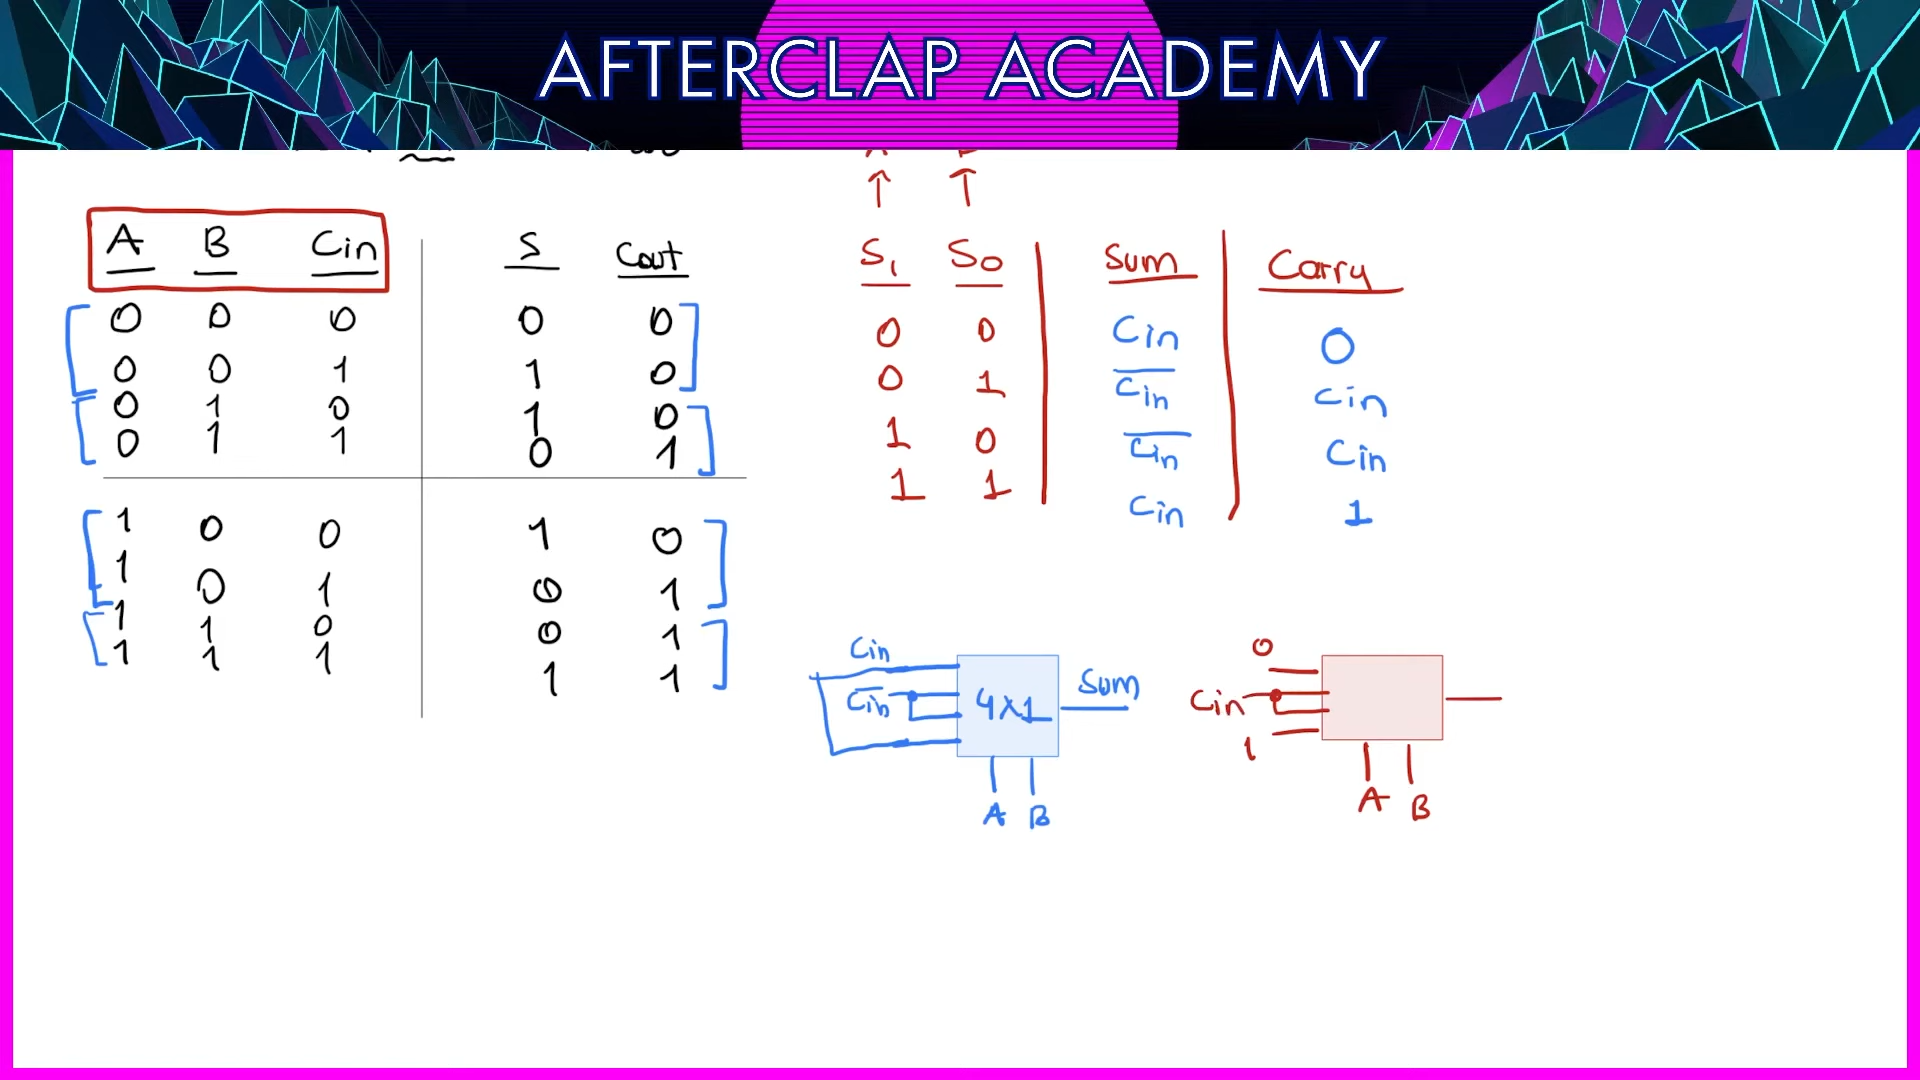 AFTERCLAP ACADEMY
A B Cin S Cout
0 0 0 0 0
0 0 1 1 0
0 1 0 1 0
0 1 1 0 1
1 0 0 1 0
1 0 1 0 1
1 1 0 0 1
1 1 1 1 1
S₁ S₀ Sum Carry
0 0 Cin 0
0 1 C̅i̅n̅ Cin
1 0 C̅i̅n̅ Cin
1 1 Cin 1
Cin
C̅i̅n̅
4x1
Sum
A B
0
Cin
1
A B